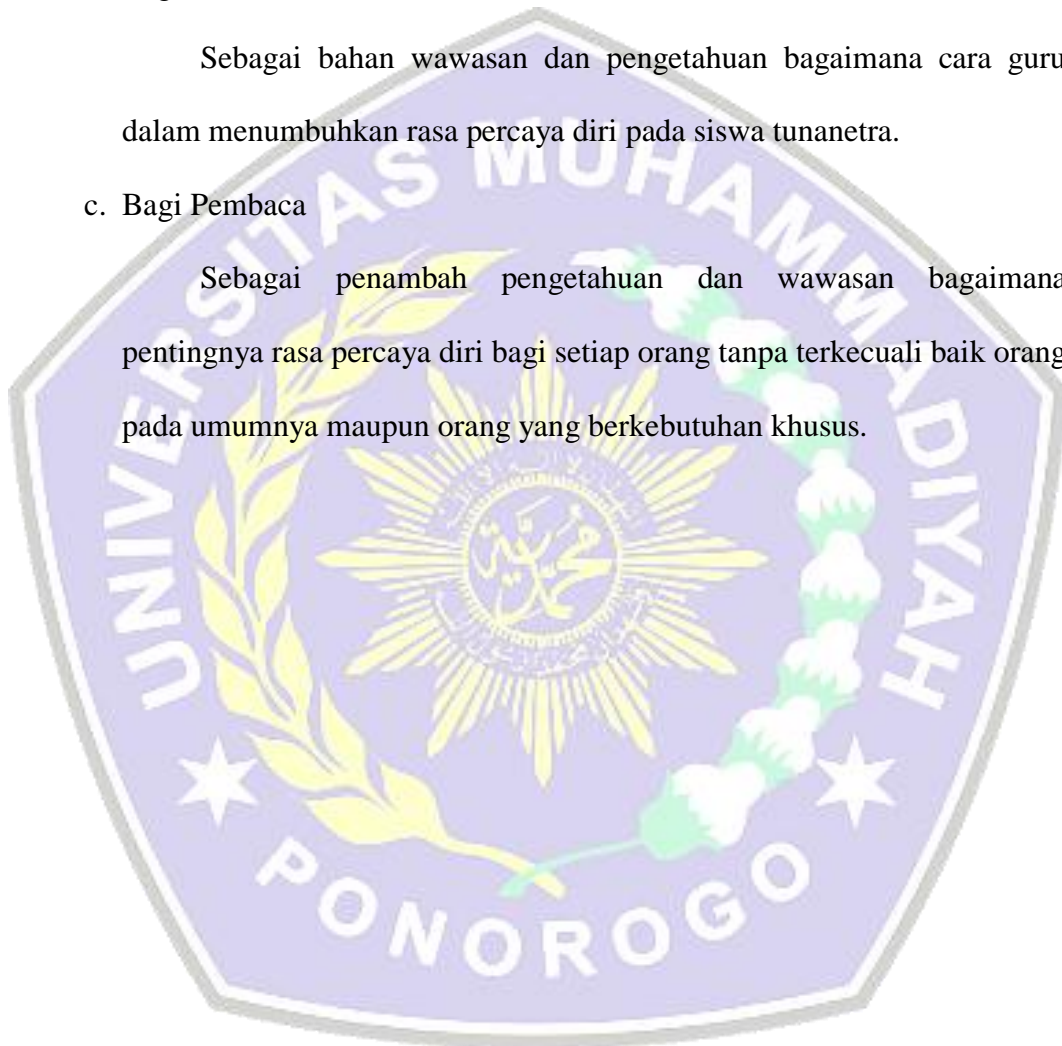 Sebagai bahan wawasan dan pengetahuan bagaimana cara guru
dalam menumbuhkan rasa percaya diri pada siswa tunanetra.
c. Bagi Pembaca
Sebagai penambah pengetahuan dan wawasan bagaimana
pentingnya rasa percaya diri bagi setiap orang tanpa terkecuali baik orang
pada umumnya maupun orang yang berkebutuhan khusus.
UNIVERSITAS MUHAMMADIYAH
محمدية
PONOROGO